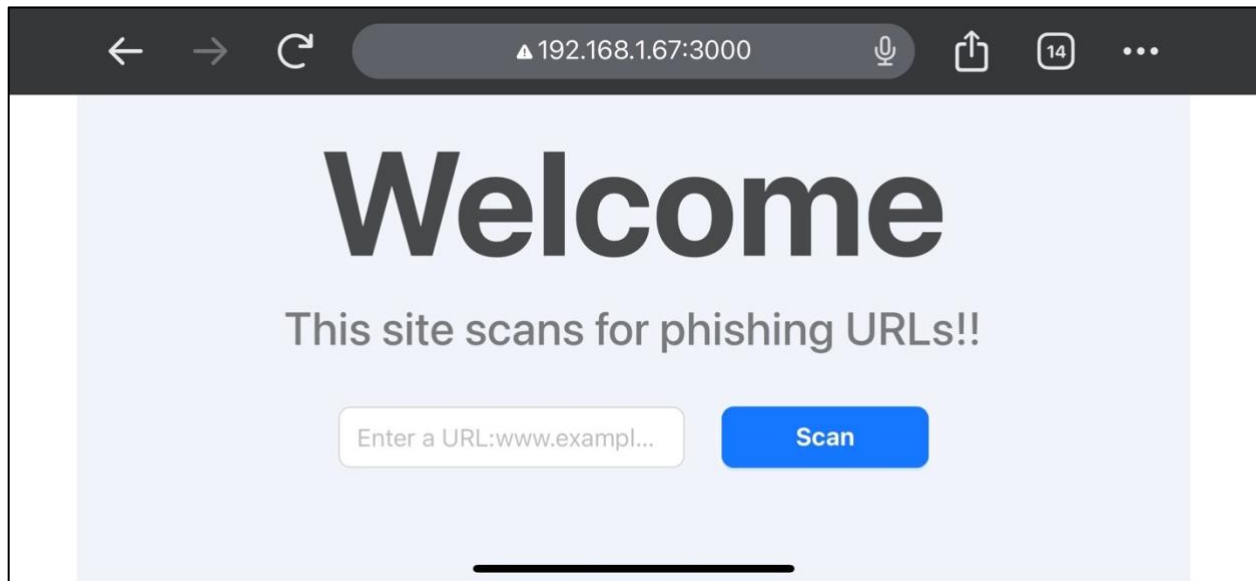 192.168.1.67:3000
14
Welcome
This site scans for phishing URLs!!
Enter a URL:www.exampl...
Scan